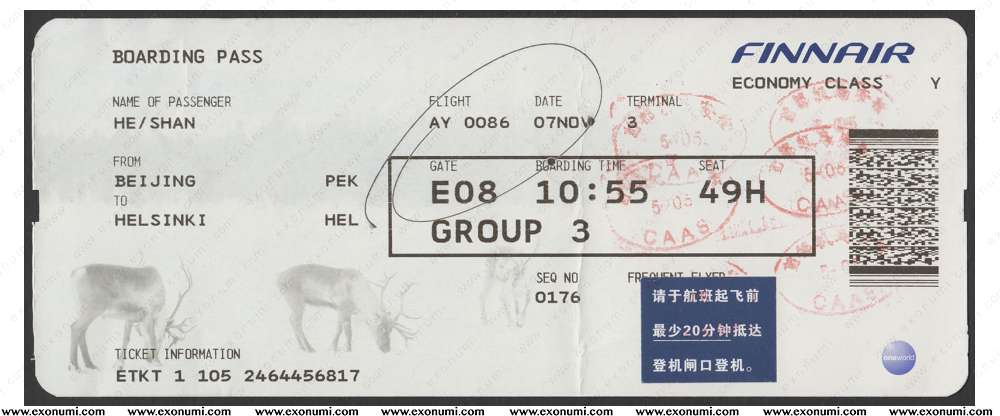 BOARDING PASS
FINNAIR
ECONOMY CLASS Y
NAME OF PASSENGER
HE/SHAN
FLIGHT DATE TERMINAL
AY 0086 07NOV 3
FROM
BEIJING PEK
TO
HELSINKI HEL
GATE BOARDING TIME SEAT
E08 10:55 49H
GROUP 3
CAAS
CAAS
CAAS
SEQ NO FREQUENT FLYER
0176
请于航班起飞前
最少20分钟抵达
登机闸口登机。
oneworld
TICKET INFORMATION
ETKT 1 105 2464456817
www.exonumi.com www.exonumi.com www.exonumi.com www.exonumi.com www.exonumi.com www.exonumi.com www.exonumi.com www.exonumi.com